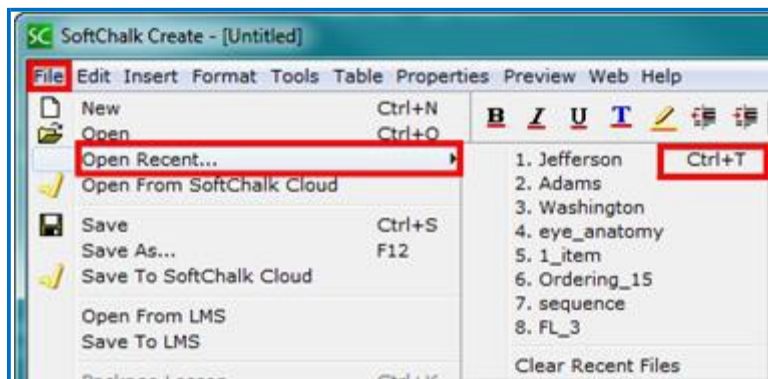 SC SoftChalk Create - [Untitled]
File Edit Insert Format Tools Table Properties Preview Web Help
New Ctrl+N
Open Ctrl+O
Open Recent...
Open From SoftChalk Cloud
Save Ctrl+S
Save As... F12
Save To SoftChalk Cloud
Open From LMS
Save To LMS
B I U T
1. Jefferson Ctrl+T
2. Adams
3. Washington
4. eye_anatomy
5. 1_item
6. Ordering_15
7. sequence
8. FL_3
Clear Recent Files